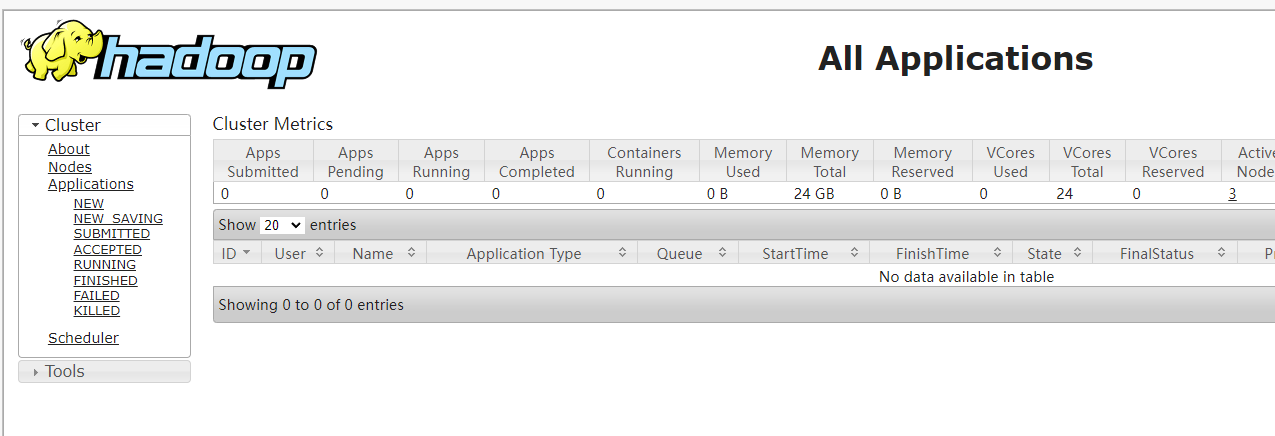 hadoop
All Applications
Cluster
About
Nodes
Applications
NEW
NEW_SAVING
SUBMITTED
ACCEPTED
RUNNING
FINISHED
FAILED
KILLED
Scheduler
Tools
Cluster Metrics
Apps Submitted Apps Pending Apps Running Apps Completed Containers Running Memory Used Memory Total Memory Reserved VCores Used VCores Total VCores Reserved Active Node
0 0 0 0 0 0 B 24 GB 0 B 0 24 0 3
Show 20 entries
ID User Name Application Type Queue StartTime FinishTime State FinalStatus
No data available in table
Showing 0 to 0 of 0 entries